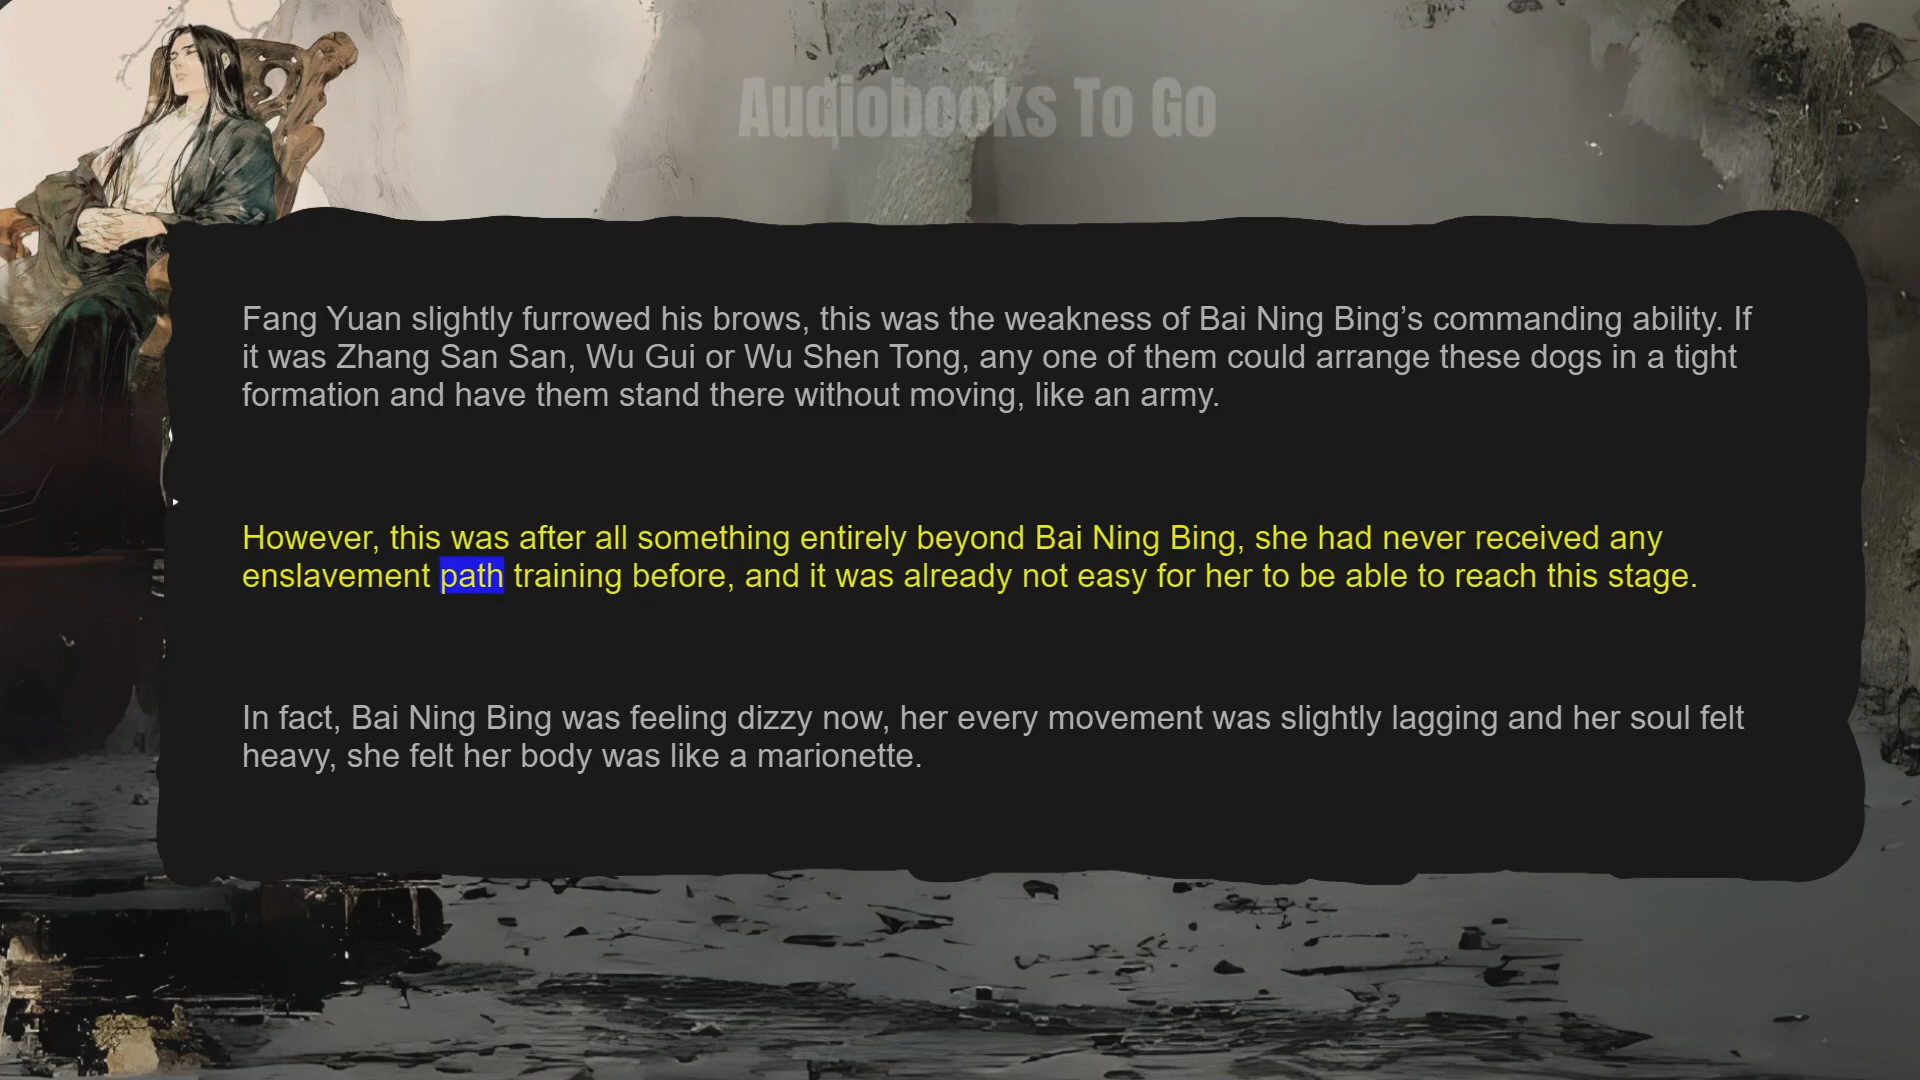 Audiobooks To Go
Fang Yuan slightly furrowed his brows, this was the weakness of Bai Ning Bing’s commanding ability. If
it was Zhang San San, Wu Gui or Wu Shen Tong, any one of them could arrange these dogs in a tight
formation and have them stand there without moving, like an army.
However, this was after all something entirely beyond Bai Ning Bing, she had never received any
enslavement path training before, and it was already not easy for her to be able to reach this stage.
In fact, Bai Ning Bing was feeling dizzy now, her every movement was slightly lagging and her soul felt
heavy, she felt her body was like a marionette.